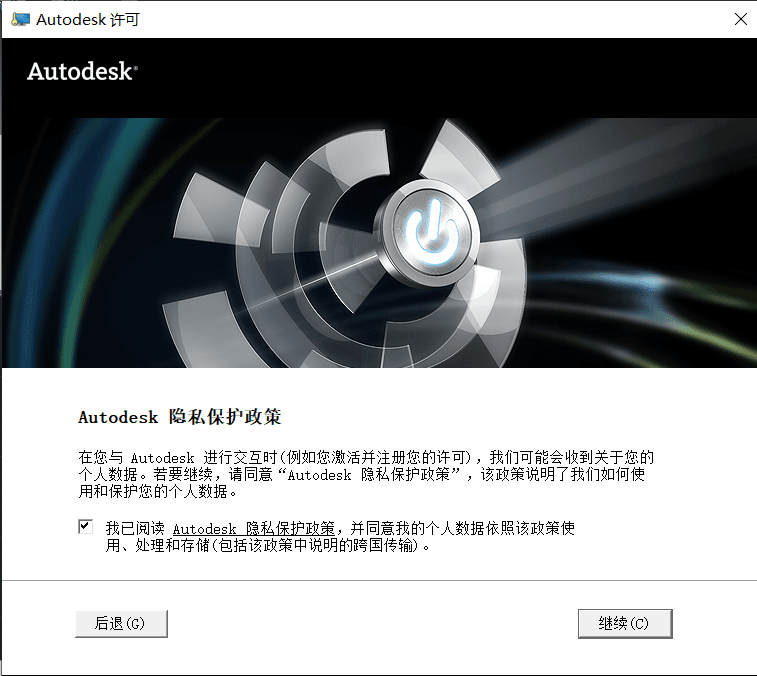 Autodesk 许可
Autodesk®
Autodesk 隐私保护政策
在您与 Autodesk 进行交互时(例如您激活并注册您的许可)，我们可能会收到关于您的
个人数据。若要继续，请同意“Autodesk 隐私保护政策”，该政策说明了我们如何使
用和保护您的个人数据。
我已阅读 Autodesk 隐私保护政策，并同意我的个人数据依照该政策使
用、处理和存储(包括该政策中说明的跨国传输)。
后退(G)
继续(C)